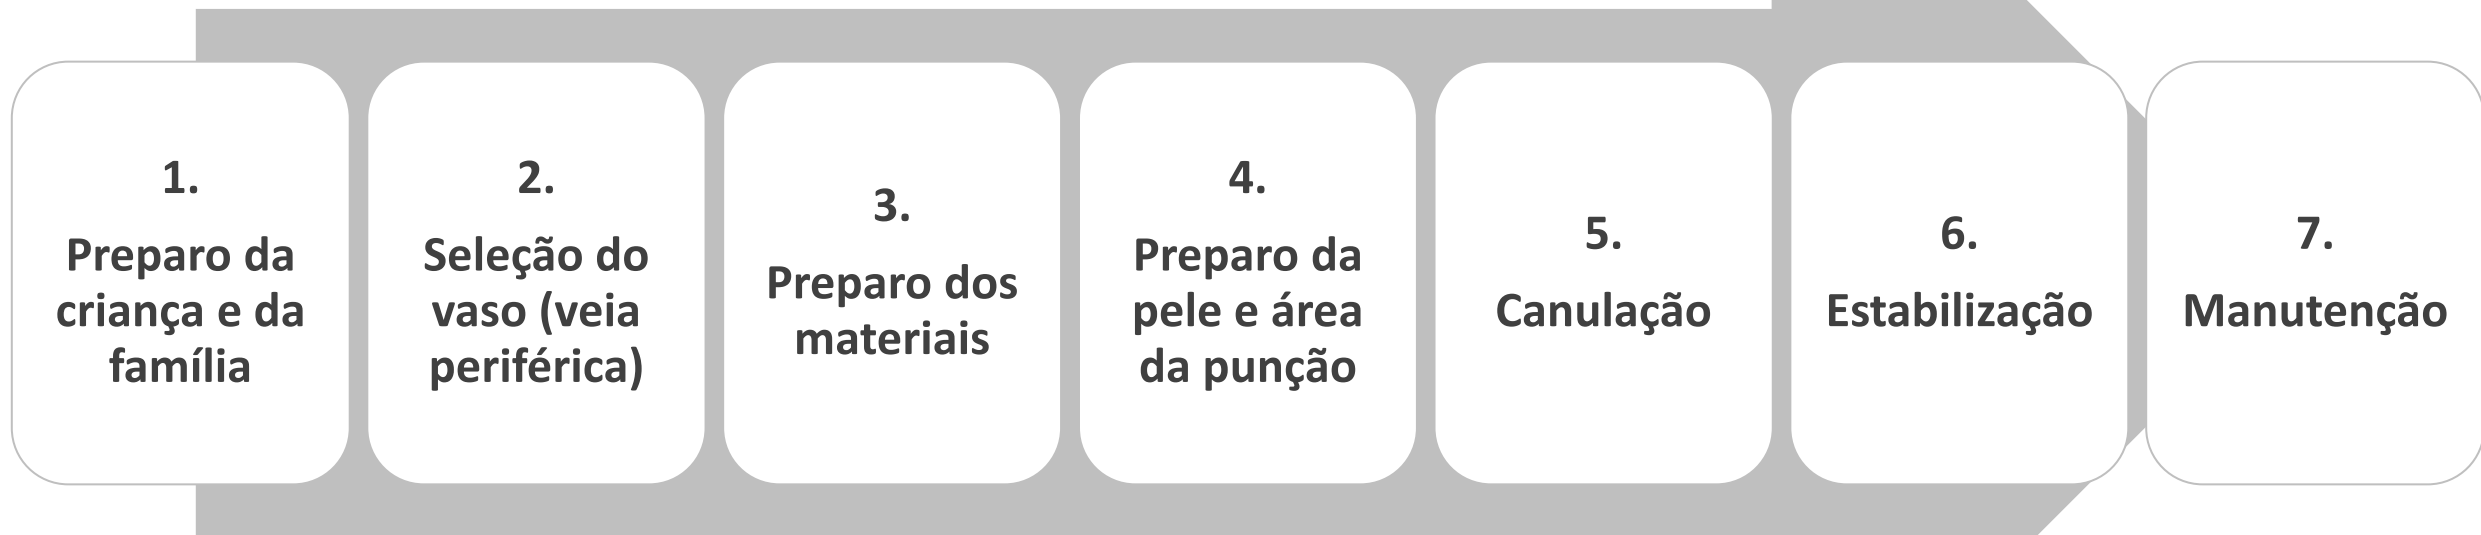 1.
Preparo da
criança e da
família
2.
Seleção do
vaso (veia
periférica)
3.
Preparo dos
materiais
4.
Preparo da
pele e área
da punção
5.
Canulação
6.
Estabilização
7.
Manutenção